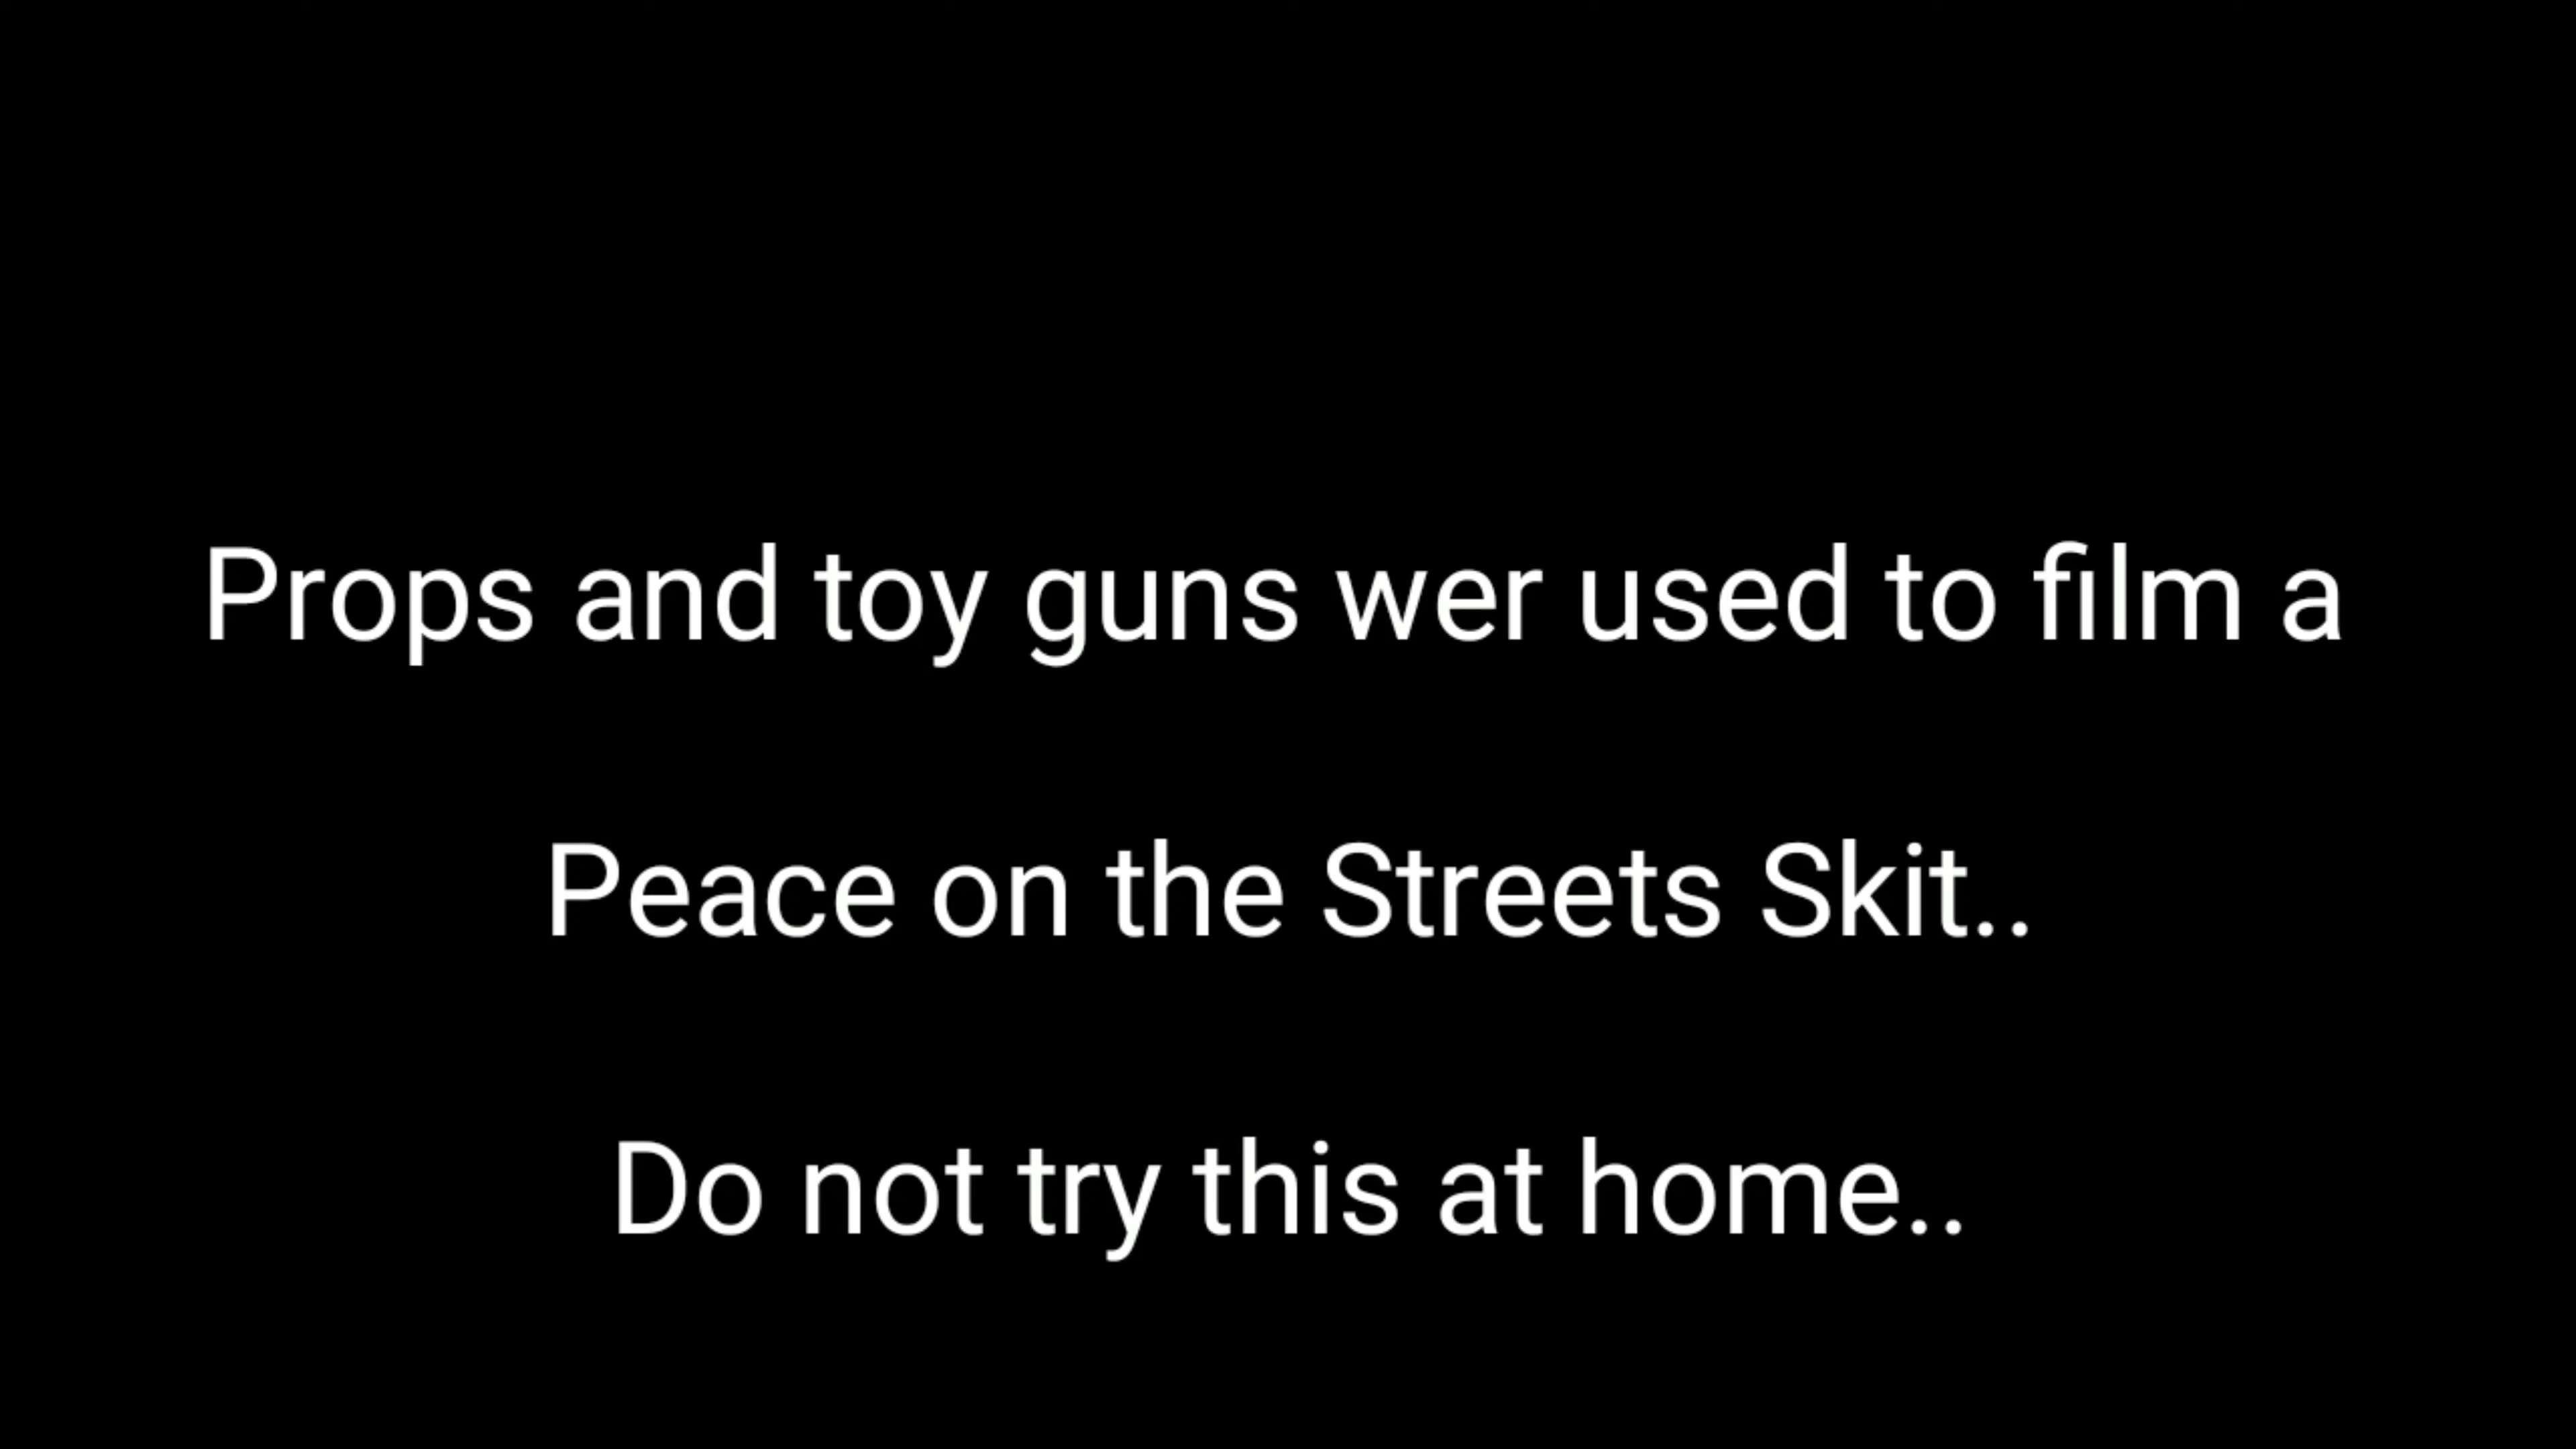 Props and toy guns wer used to film a
Peace on the Streets Skit..
Do not try this at home..